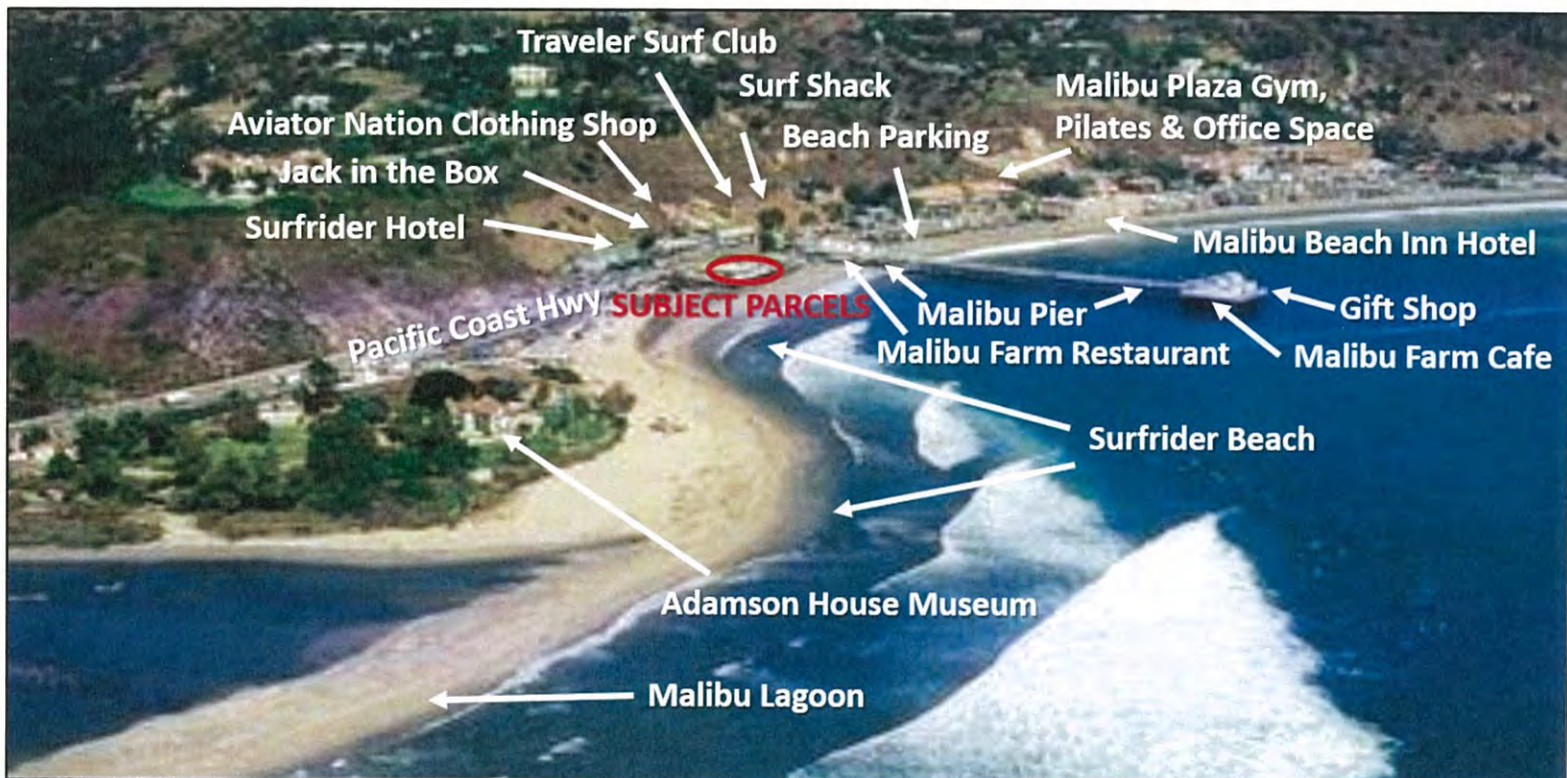 Traveler Surf Club
Surf Shack
Malibu Plaza Gym,
Pilates & Office Space
Aviator Nation Clothing Shop
Beach Parking
Jack in the Box
Surfrider Hotel
Malibu Beach Inn Hotel
SUBJECT PARCELS
Pacific Coast Hwy
Malibu Pier
Gift Shop
Malibu Farm Restaurant
Malibu Farm Cafe
Surfrider Beach
Adamson House Museum
Malibu Lagoon